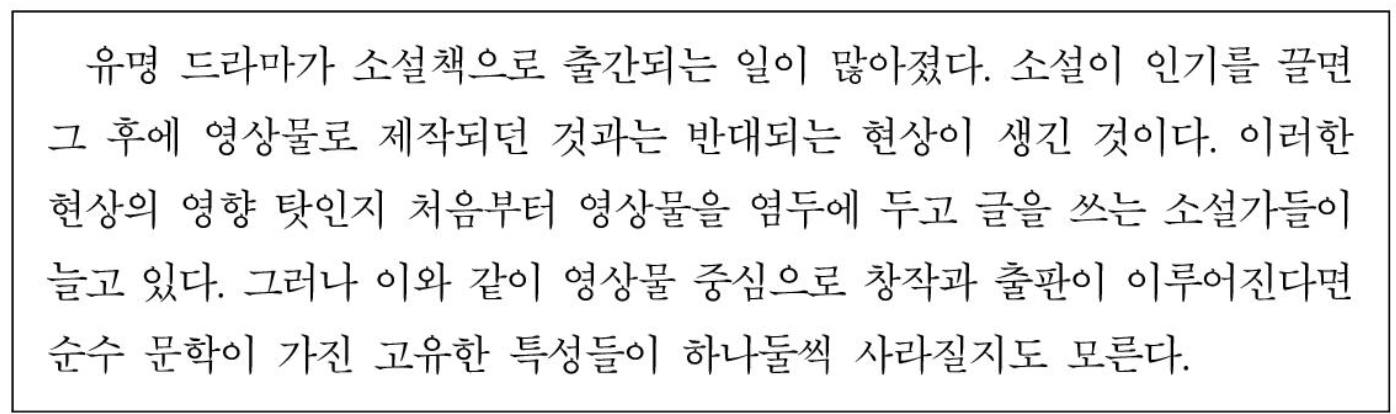 유명 드라마가 소설책으로 출간되는 일이 많아졌다. 소설이 인기를 끌면
그 후에 영상물로 제작되던 것과는 반대되는 현상이 생긴 것이다. 이러한
현상의 영향 탓인지 처음부터 영상물을 염두에 두고 글을 쓰는 소설가들이
늘고 있다. 그러나 이와 같이 영상물 중심으로 창작과 출판이 이루어진다면
순수 문학이 가진 고유한 특성들이 하나둘씩 사라질지도 모른다.